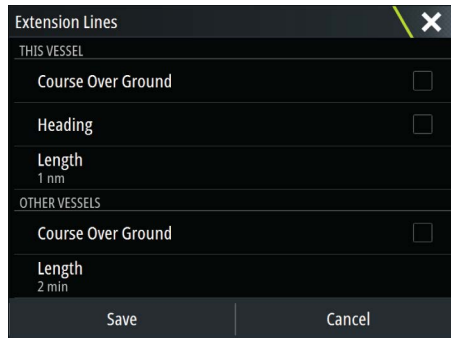 Extension Lines
THIS VESSEL
Course Over Ground
Heading
Length
1 nm
OTHER VESSELS
Course Over Ground
Length
2 min
Save Cancel